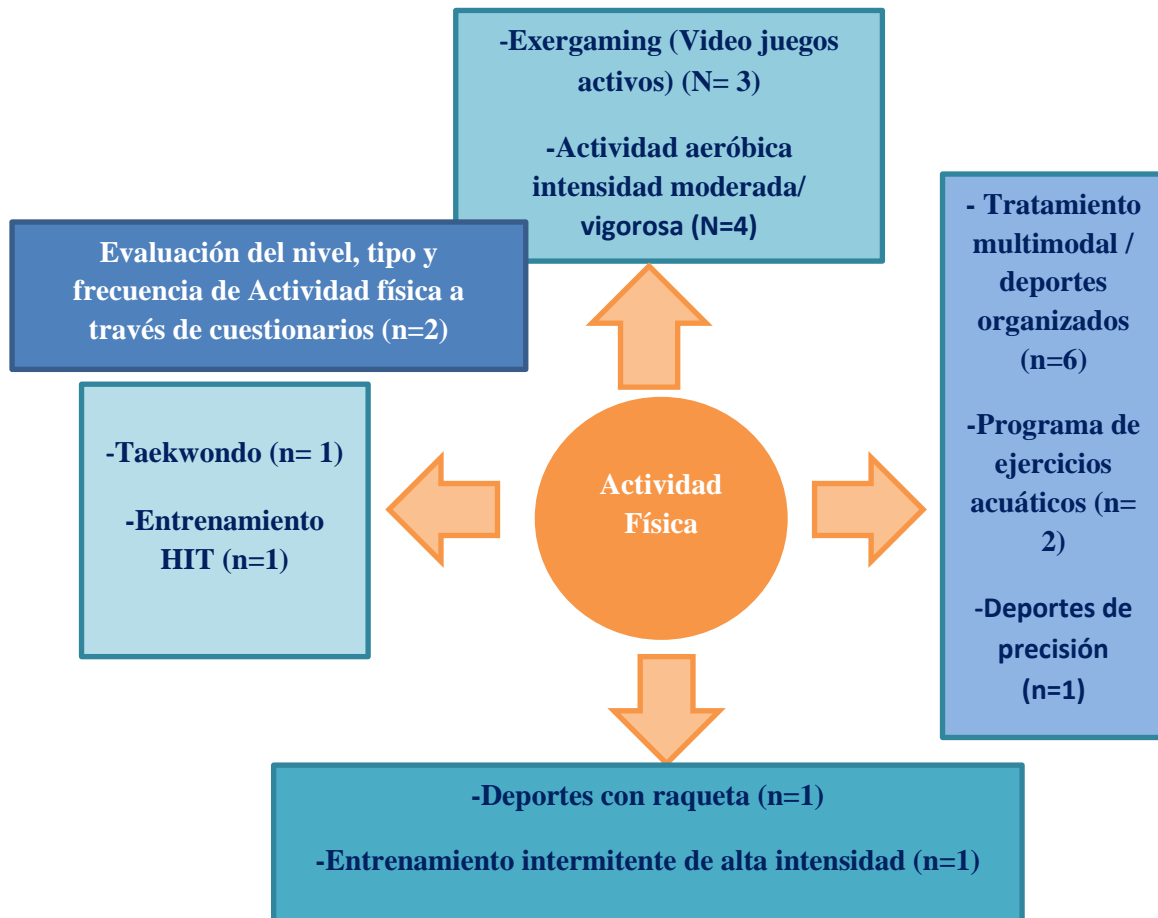 -Exergaming (Video juegos
activos) (N= 3)
-Actividad aeróbica
intensidad moderada/
vigorosa (N=4)
Evaluación del nivel, tipo y
frecuencia de Actividad física a
través de cuestionarios (n=2)
- Tratamiento
multimodal /
deportes
organizados
(n=6)
-Programa de
ejercicios
acuáticos (n=
2)
-Deportes de
precisión
(n=1)
-Taekwondo (n= 1)
-Entrenamiento
HIT (n=1)
Actividad
Física
-Deportes con raqueta (n=1)
-Entrenamiento intermitente de alta intensidad (n=1)